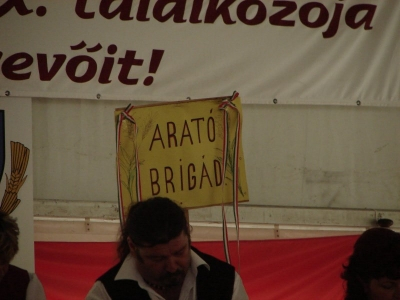 X. találkozója
evőit!
ARATÓ
BRIGÁD